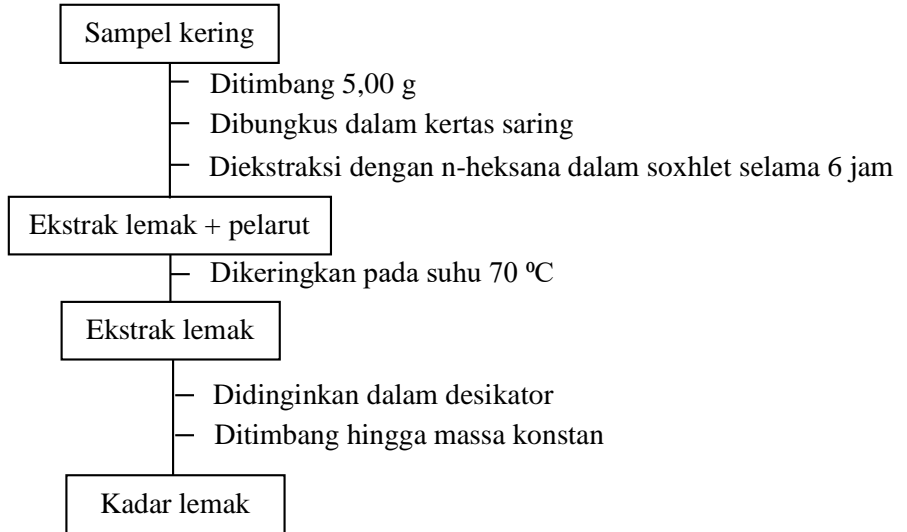 Sampel kering
Ditimbang 5,00 g
Dibungkus dalam kertas saring
Diekstraksi dengan n-heksana dalam soxhlet selama 6 jam
Ekstrak lemak + pelarut
Dikeringkan pada suhu 70 ⁰C
Ekstrak lemak
Didinginkan dalam desikator
Ditimbang hingga massa konstan
Kadar lemak